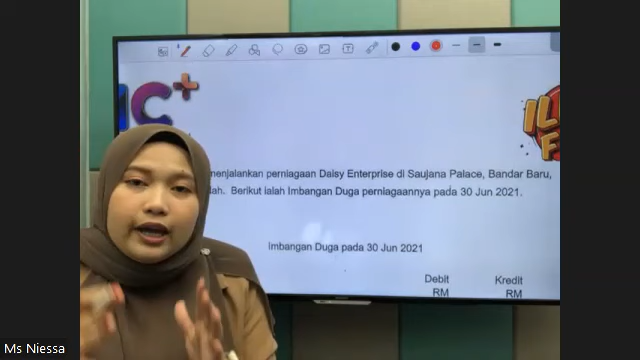 menjalankan perniagaan Daisy Enterprise di Saujana Palace, Bandar Baru,
dah. Berikut ialah Imbangan Duga perniagaannya pada 30 Jun 2021.
Imbangan Duga pada 30 Jun 2021
Debit Kredit
RM RM
Ms Niessa